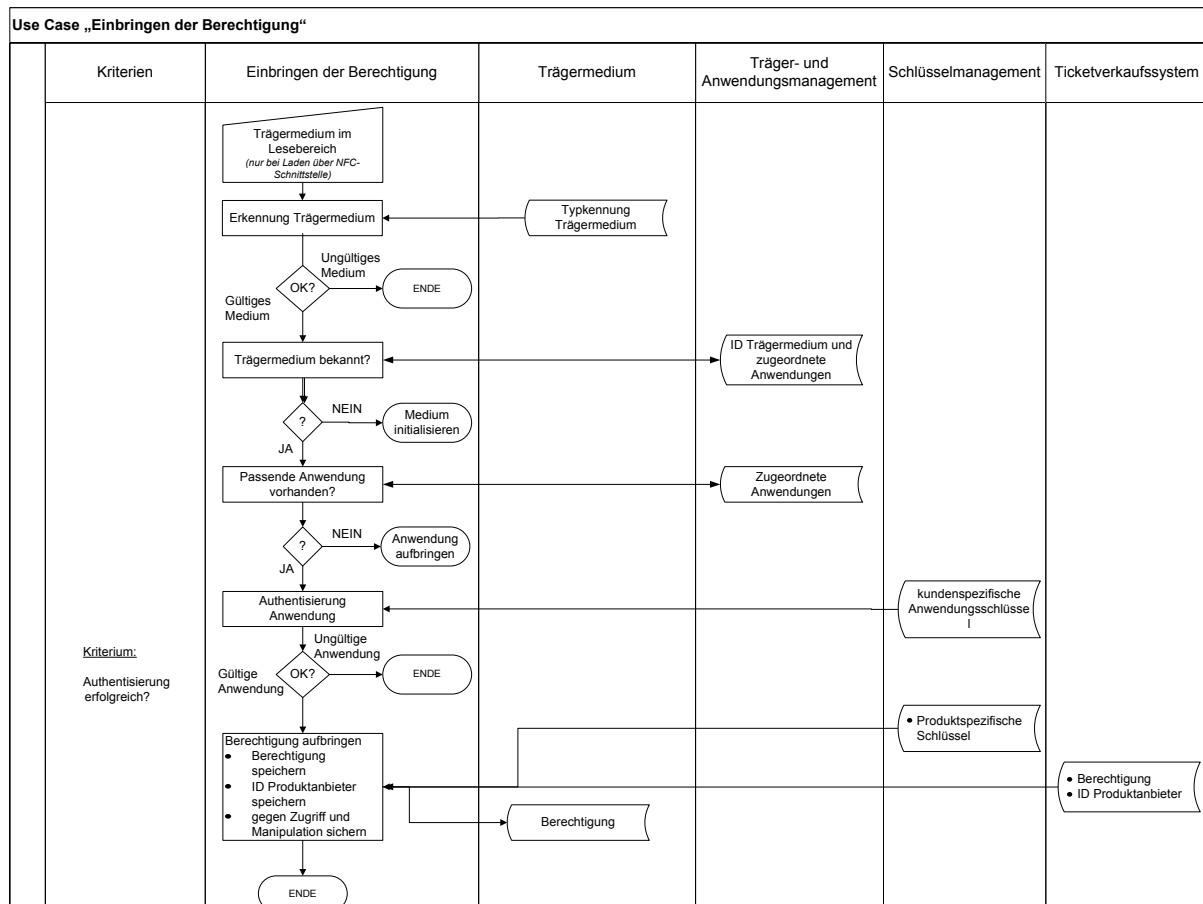 Use Case „Einbringen der Berechtigung“
Kriterien
Einbringen der Berechtigung
Trägermedium
Träger- und
Anwendungsmanagement
Schlüsselmanagement
Ticketverkaufssystem
Trägermedium im
Lesebereich
(nur bei Laden über NFC-
Schnittstelle)
Erkennung Trägermedium
Typkennung
Trägermedium
Ungültiges
Medium
OK?
ENDE
Gültiges
Medium
Trägermedium bekannt?
ID Trägermedium und
zugeordnete
Anwendungen
?
NEIN
Medium
initialisieren
JA
Passende Anwendung
vorhanden?
Zugeordnete
Anwendungen
?
NEIN
Anwendung
aufbringen
JA
Authentisierung
Anwendung
kundenspezifische
Anwendungsschlüsse
l
Kriterium:
Authentisierung
erfolgreich?
Ungültige
Anwendung
OK?
ENDE
Gültige
Anwendung
• Produktspezifische
Schlüssel
Berechtigung aufbringen
• Berechtigung
speichern
• ID Produktanbieter
speichern
• gegen Zugriff und
Manipulation sichern
• Berechtigung
• ID Produktanbieter
Berechtigung
ENDE